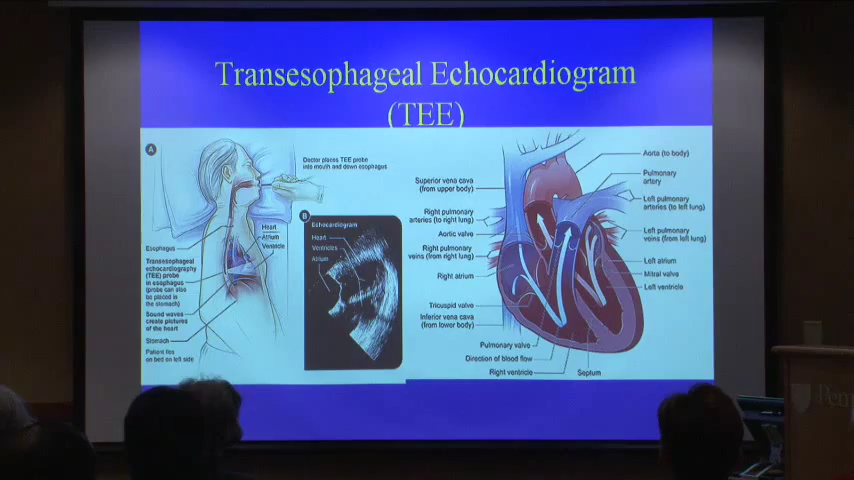 Transesophageal Echocardiogram
(TEE)
A
Doctor places TEE probe
into mouth and down esophagus
Heart
Atrium
Ventricle
Esophagus
Transesophageal
echocardiography
(TEE) probe
in esophagus
(probe can also
be placed in
the stomach)
Sound waves
create pictures
of the heart
Stomach
Patient lies
on bed on left side
B
Echocardiogram
Heart
Ventricles
Atrium
Superior vena cava
(from upper body)
Right pulmonary
arteries (to right lung)
Aortic valve
Right pulmonary
veins (from right lung)
Right atrium
Tricuspid valve
Inferior vena cava
(from lower body)
Pulmonary valve
Direction of blood flow
Right ventricle
Septum
Aorta (to body)
Pulmonary
artery
Left pulmonary
arteries (to left lung)
Left pulmonary
veins (from left lung)
Left atrium
Mitral valve
Left ventricle